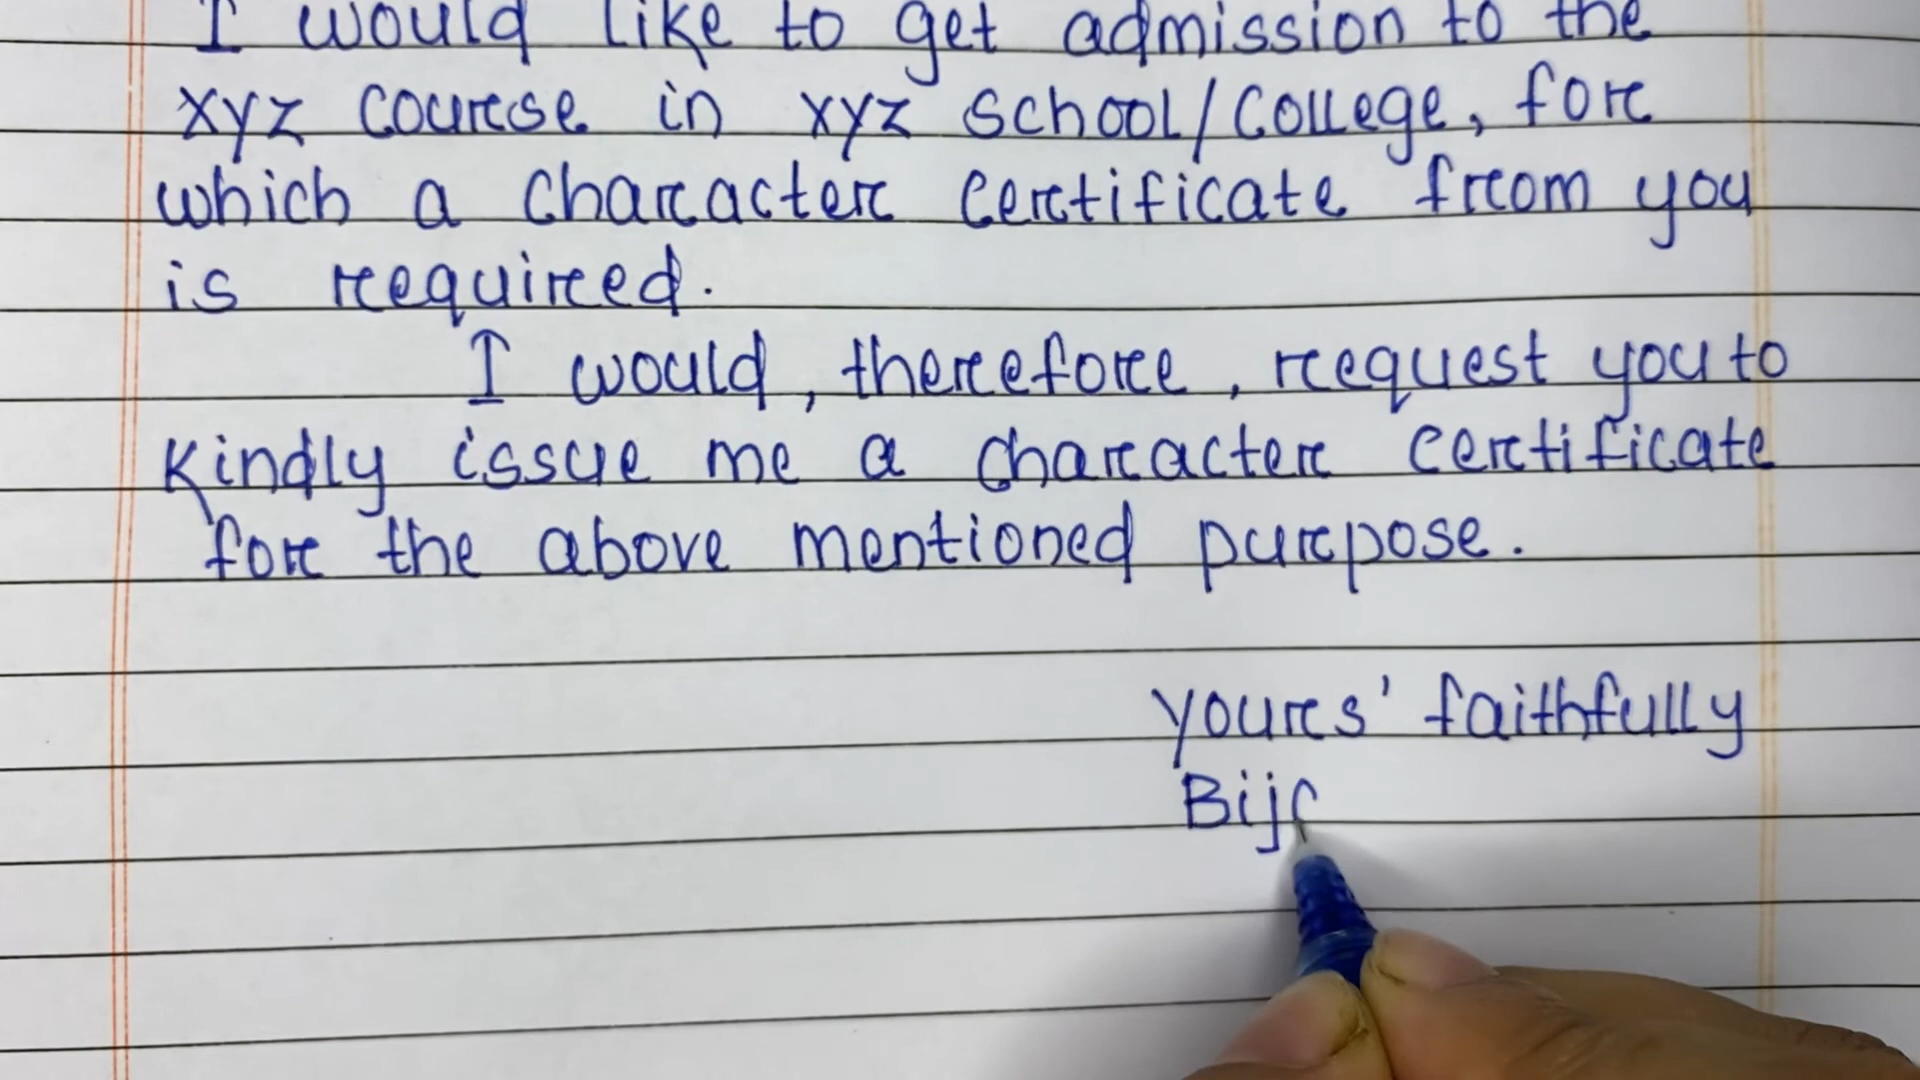 I would like to get admission to the
xyz course in xyz school/College, for
which a character certificate from you
is required.
I would, therefore, request you to
Kindly issue me a character certificate
for the above mentioned purpose.
yours' faithfully
Bij